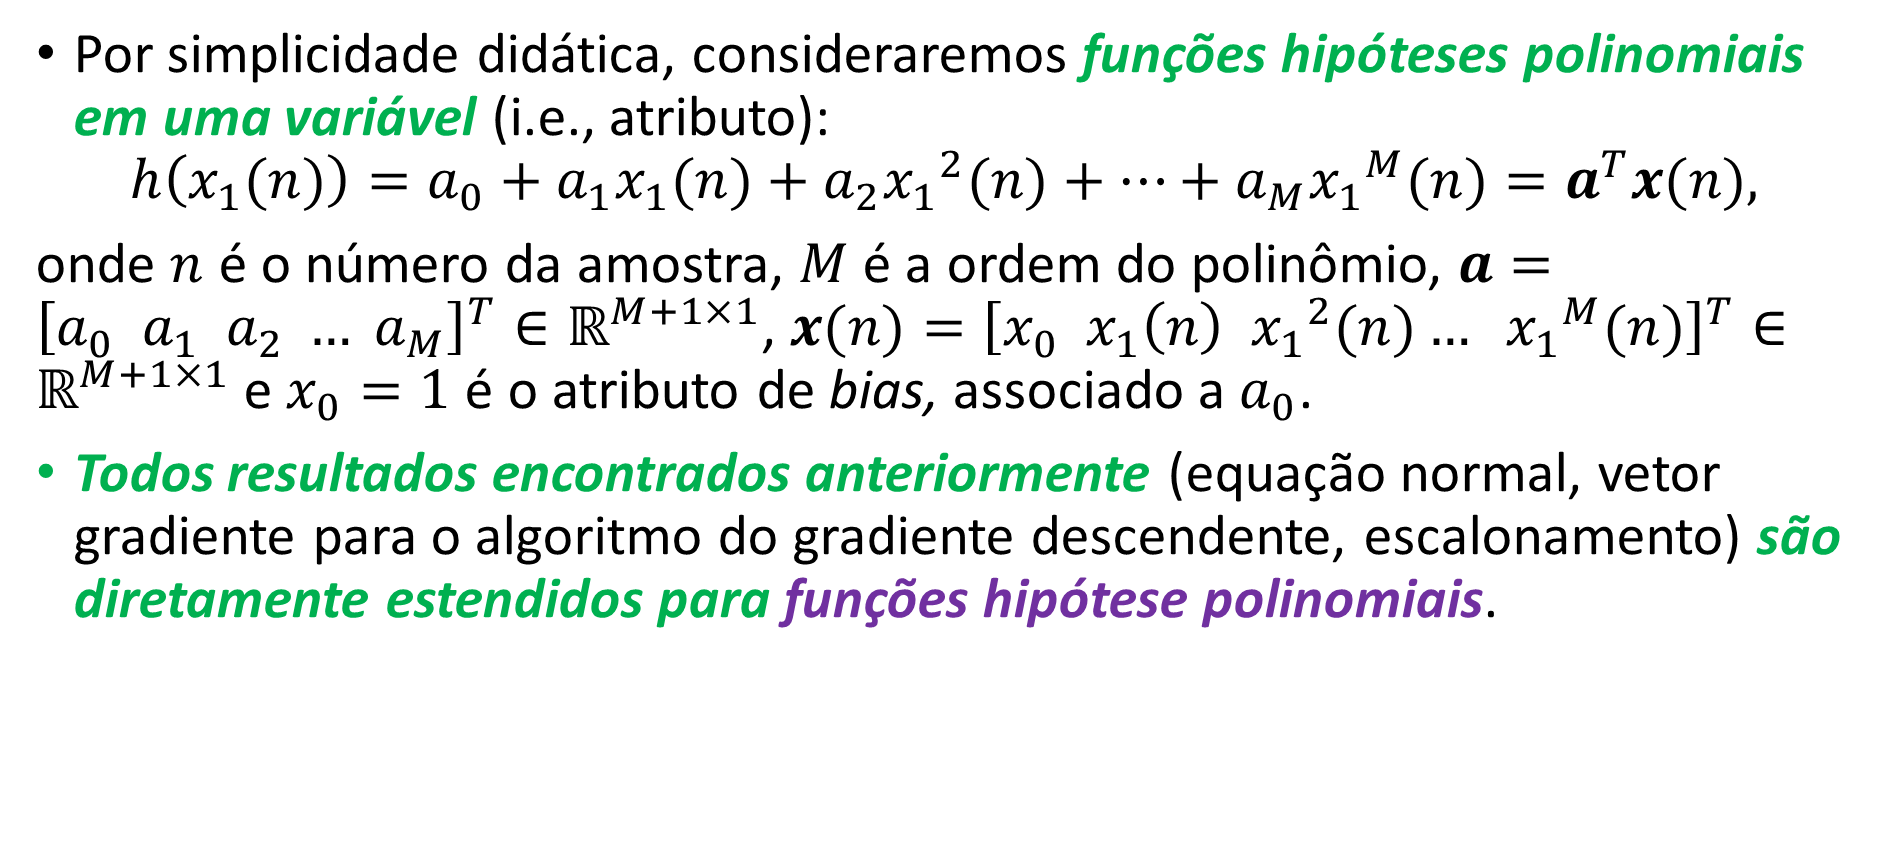 • Por simplicidade didática, consideraremos funções hipóteses polinomiais
em uma variável (i.e., atributo):
ℎ(𝑥₁(𝑛)) = 𝑎₀ + 𝑎₁𝑥₁(𝑛) + 𝑎₂𝑥₁²(𝑛) + ⋯ + 𝑎_𝑀𝑥₁^𝑀(𝑛) = 𝒂^𝑇𝒙(𝑛),
onde 𝑛 é o número da amostra, 𝑀 é a ordem do polinômio, 𝒂 =
[𝑎₀ 𝑎₁ 𝑎₂ … 𝑎_𝑀]^𝑇 ∈ ℝ^{𝑀+1×1}, 𝒙(𝑛) = [𝑥₀ 𝑥₁(𝑛) 𝑥₁²(𝑛) … 𝑥₁^𝑀(𝑛)]^𝑇 ∈
ℝ^{𝑀+1×1} e 𝑥₀ = 1 é o atributo de bias, associado a 𝑎₀.
• Todos resultados encontrados anteriormente (equação normal, vetor
gradiente para o algoritmo do gradiente descendente, escalonamento) são
diretamente estendidos para funções hipótese polinomiais.